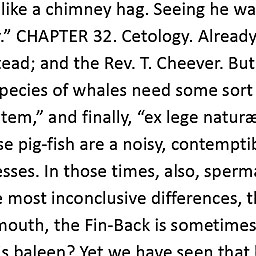 like a chimney hag. Seeing he wa
.” CHAPTER 32. Cetology. Already
tead; and the Rev. T. Cheever. But
pecies of whales need some sort
tem,” and finally, “ex lege naturæ
se pig-fish are a noisy, contemptib
esses. In those times, also, sperma
e most inconclusive differences, th
mouth, the Fin-Back is sometimes
s baleen? Yet we have seen that